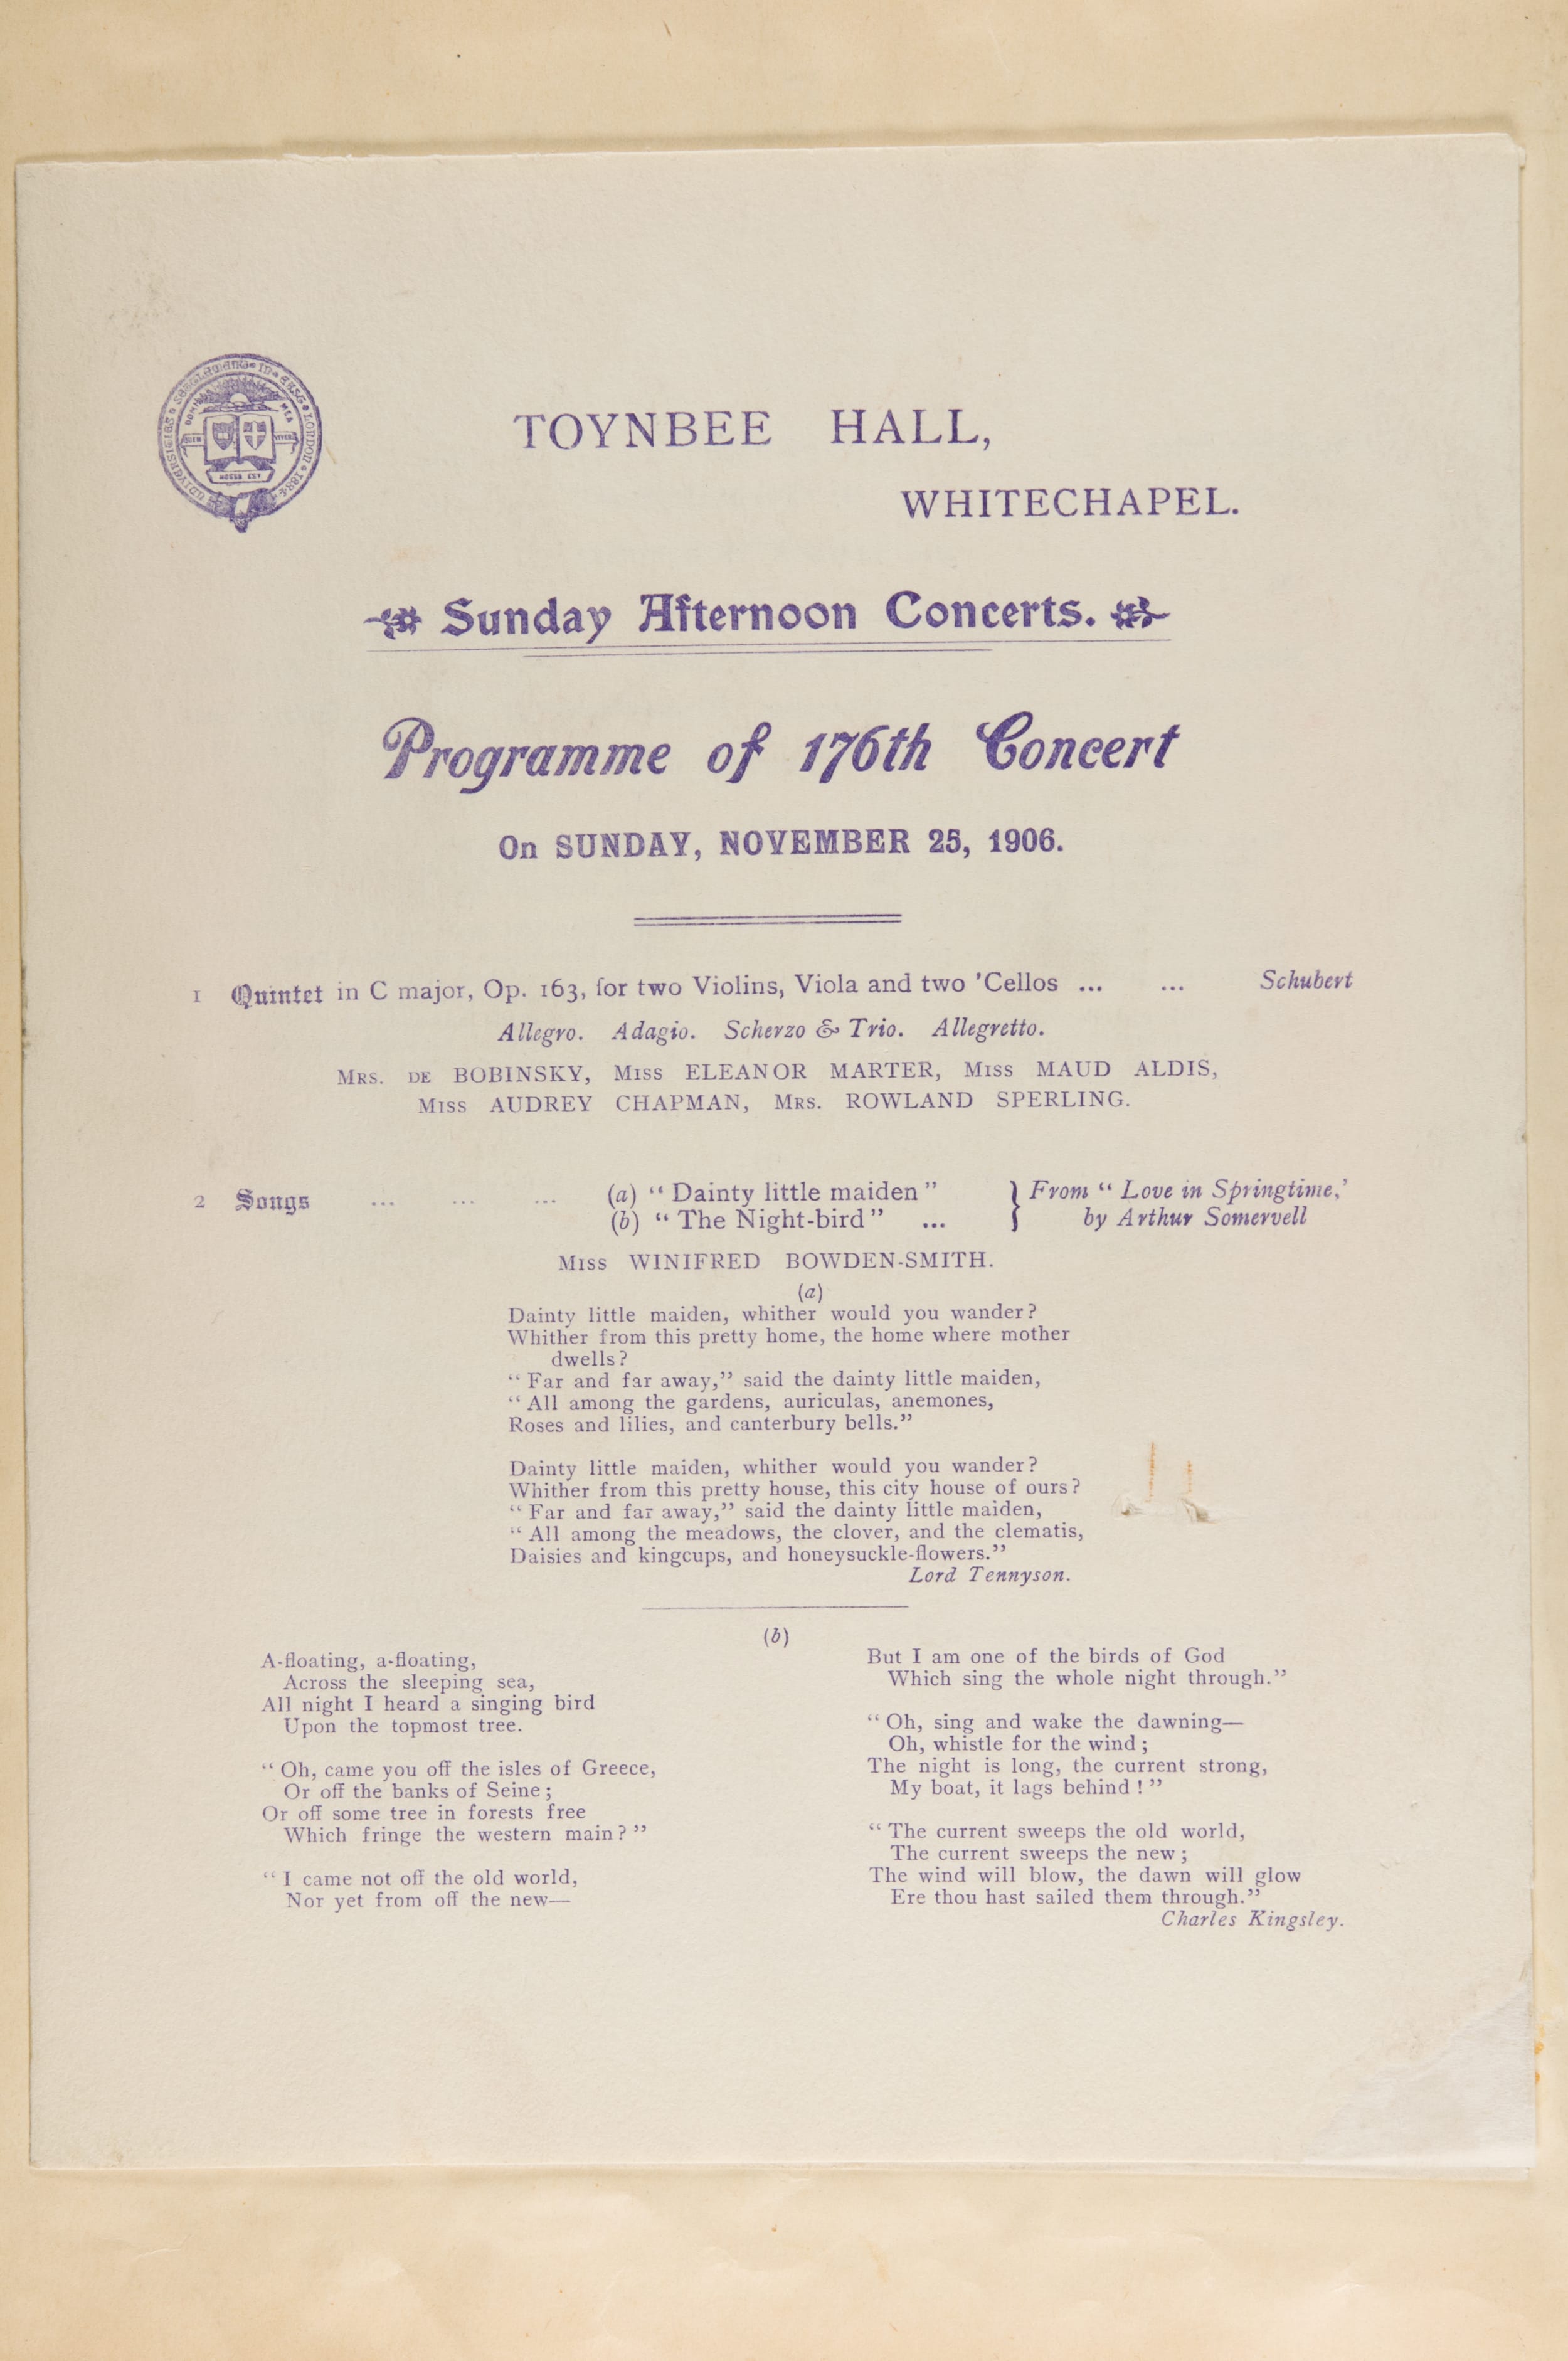 TOYNBEE HALL,
WHITECHAPEL.
Sunday Afternoon Concerts.
Programme of 176th Concert
On SUNDAY, NOVEMBER 25, 1906.
1 Quintet in C major, Op. 163, for two Violins, Viola and two 'Cellos ... ... Schubert
Allegro. Adagio. Scherzo & Trio. Allegretto.
MRS. DE BOBINSKY, MISS ELEANOR MARTER, MISS MAUD ALDIS,
MISS AUDREY CHAPMAN, MRS. ROWLAND SPERLING.
2 Songs ... ... ... (a) "Dainty little maiden" } From "Love in Springtime,'
(b) "The Night-bird" ... } by Arthur Somervell
MISS WINIFRED BOWDEN-SMITH.
(a)
Dainty little maiden, whither would you wander?
Whither from this pretty home, the home where mother
dwells?
"Far and far away," said the dainty little maiden,
"All among the gardens, auriculas, anemones,
Roses and lilies, and canterbury bells."
Dainty little maiden, whither would you wander?
Whither from this pretty house, this city house of ours?
"Far and far away," said the dainty little maiden,
"All among the meadows, the clover, and the clematis,
Daisies and kingcups, and honeysuckle-flowers."
Lord Tennyson.
(b)
A-floating, a-floating,
Across the sleeping sea,
All night I heard a singing bird
Upon the topmost tree.
"Oh, came you off the isles of Greece,
Or off the banks of Seine;
Or off some tree in forests free
Which fringe the western main?"
"I came not off the old world,
Nor yet from off the new—
But I am one of the birds of God
Which sing the whole night through."
"Oh, sing and wake the dawning—
Oh, whistle for the wind;
The night is long, the current strong,
My boat, it lags behind!"
"The current sweeps the old world,
The current sweeps the new;
The wind will blow, the dawn will glow
Ere thou hast sailed them through."
Charles Kingsley.